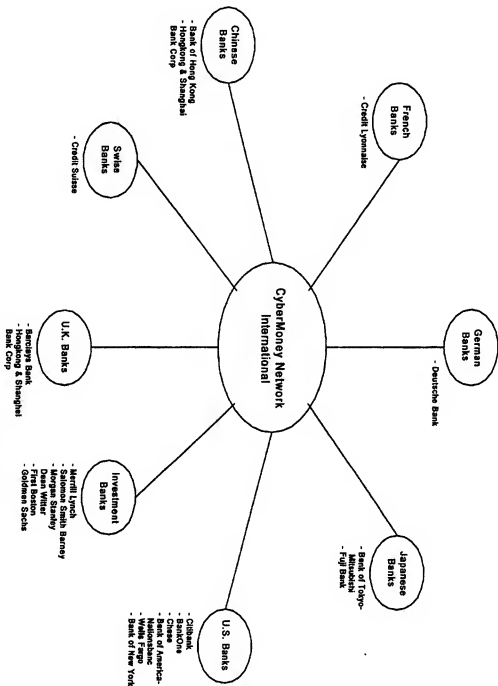 German
Banks
- Deutsche Bank
French
Banks
- Credit Lyonnaise
Japanese
Banks
- Bank of Tokyo-
Mitsubishi
- Fuji Bank
CyberMoney Network
International
Chinese
Banks
- Bank of Hong Kong
- Hongkong & Shanghai
Bank Corp
U.S. Banks
- Citibank
- BankOne
- Chase
- Bank of America-
Nationsbanc
- Wells Fargo
- Bank of New York
Swiss
Banks
- Credit Suisse
Investment
Banks
- Merrill Lynch
- Salomon Smith Barney
- Morgan Stanley
Dean Witter
- First Boston
- Goldman Sachs
U.K. Banks
- Barclays Bank
- Hongkong & Shanghai
Bank Corp